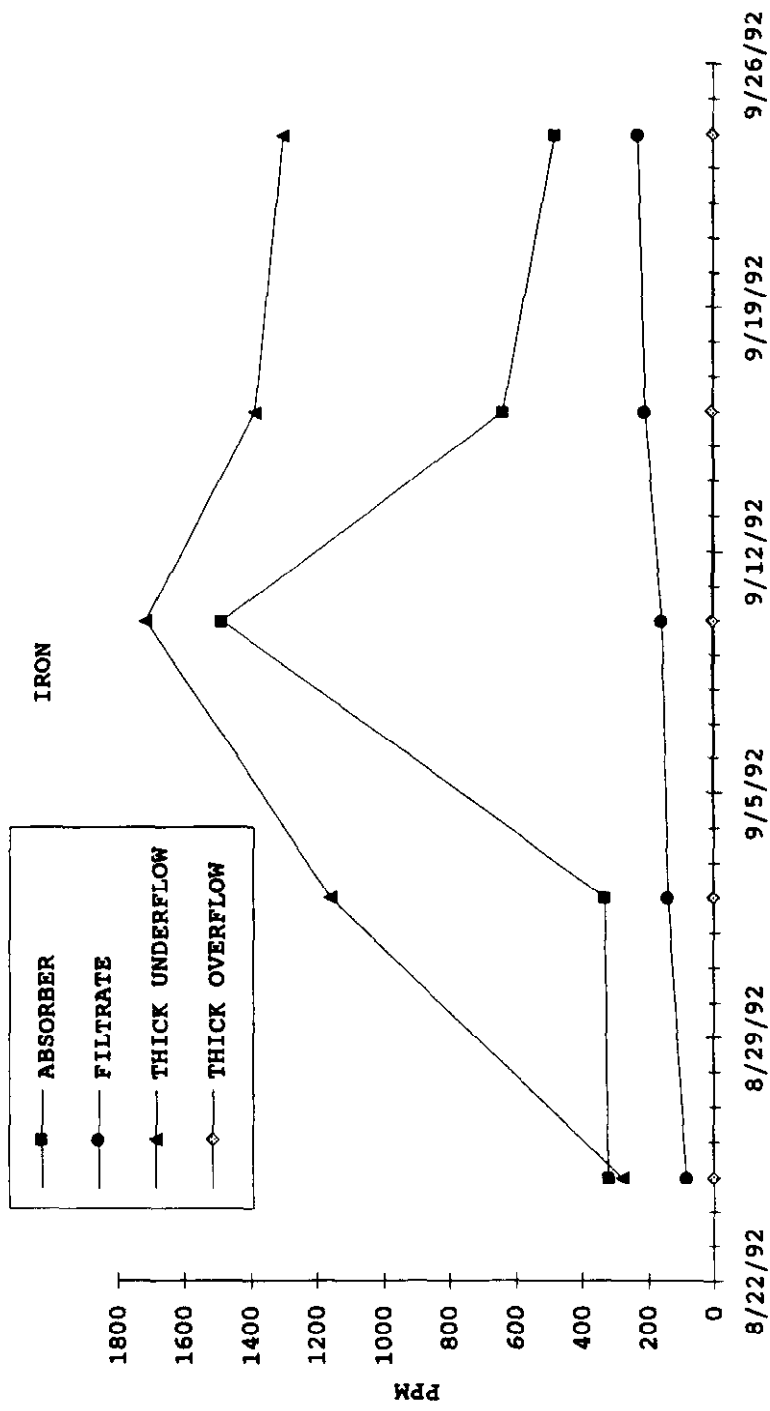 IRON
ABSORBER
FILTRATE
THICK UNDERFLOW
THICK OVERFLOW
PPM
1800
1600
1400
1200
1000
800
600
400
200
0
8/22/92
8/29/92
9/5/92
9/12/92
9/19/92
9/26/92